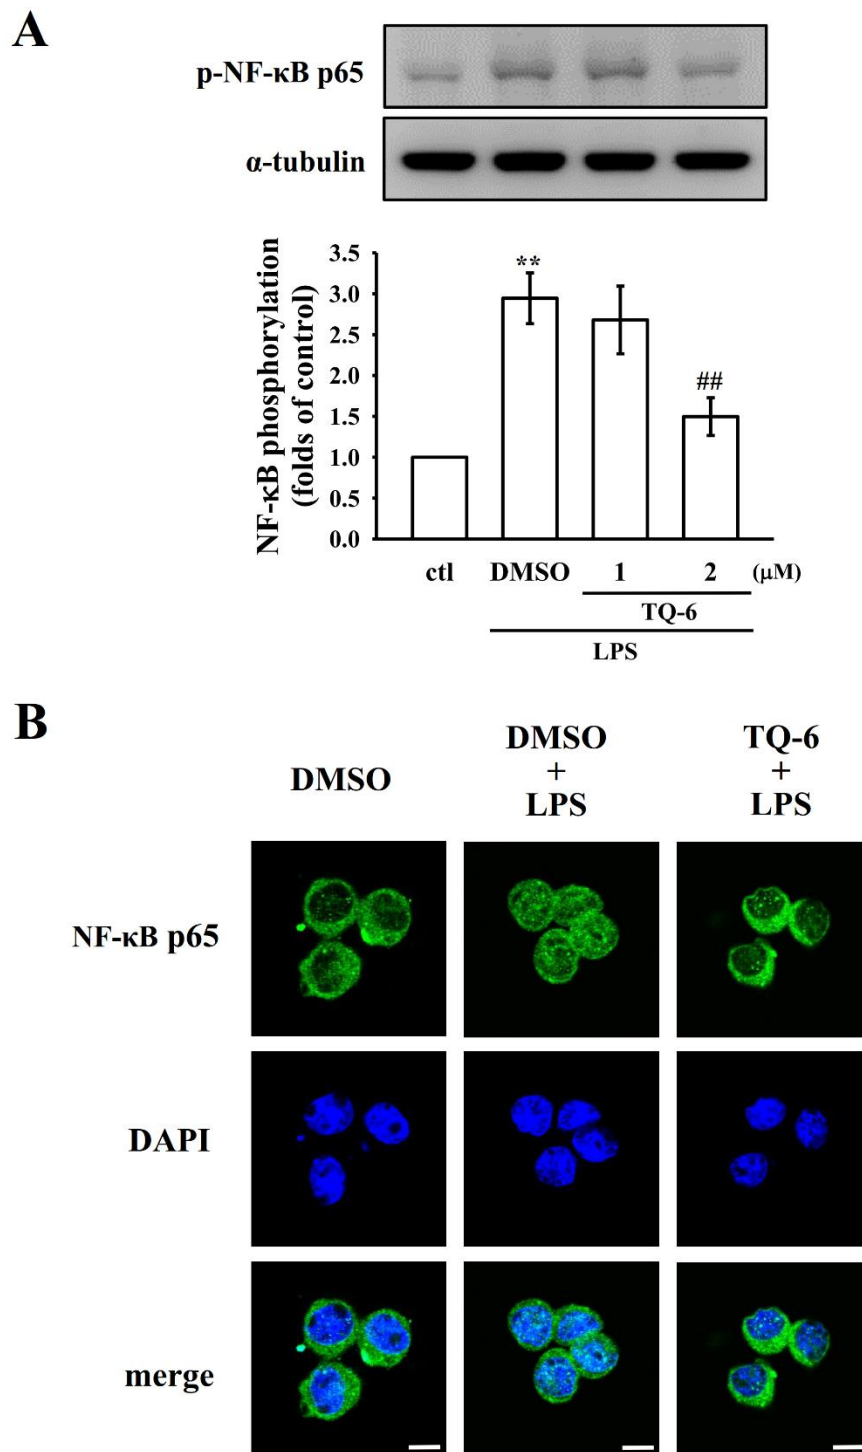 A
p-NF-κB p65
α-tubulin
NF-κB phosphorylation
(folds of control)
3.5
3.0
2.5
2.0
1.5
1.0
0.5
0.0
**
##
ctl DMSO 1 2 (μM)
TQ-6
LPS
B
DMSO
DMSO
+
LPS
TQ-6
+
LPS
NF-κB p65
DAPI
merge